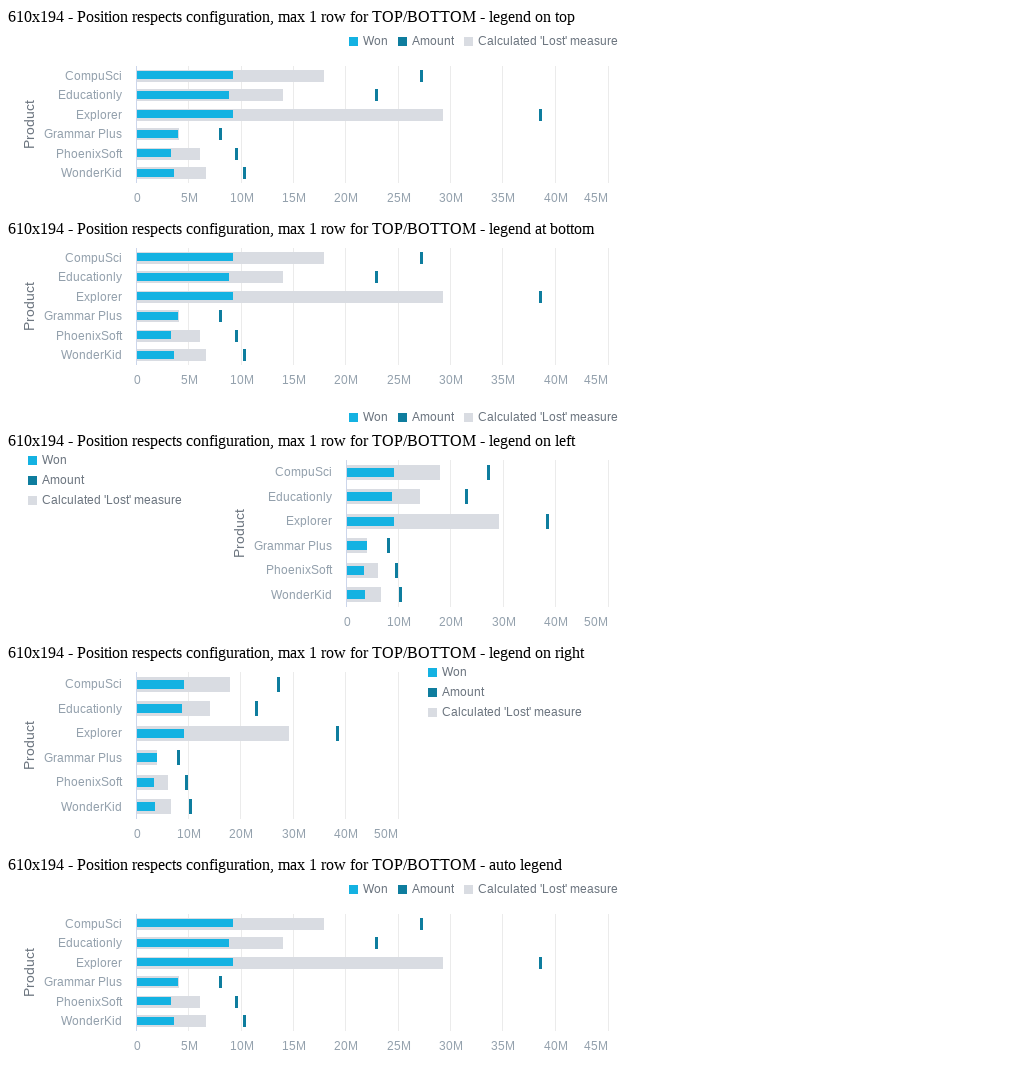 610x194 - Position respects configuration, max 1 row for TOP/BOTTOM - legend on top
Won Amount Calculated 'Lost' measure
Product
CompuSci
Educationly
Explorer
Grammar Plus
PhoenixSoft
WonderKid
0 5M 10M 15M 20M 25M 30M 35M 40M 45M
610x194 - Position respects configuration, max 1 row for TOP/BOTTOM - legend at bottom
Product
CompuSci
Educationly
Explorer
Grammar Plus
PhoenixSoft
WonderKid
0 5M 10M 15M 20M 25M 30M 35M 40M 45M
Won Amount Calculated 'Lost' measure
610x194 - Position respects configuration, max 1 row for TOP/BOTTOM - legend on left
Won
Amount
Calculated 'Lost' measure
Product
CompuSci
Educationly
Explorer
Grammar Plus
PhoenixSoft
WonderKid
0 10M 20M 30M 40M 50M
610x194 - Position respects configuration, max 1 row for TOP/BOTTOM - legend on right
Won
Amount
Calculated 'Lost' measure
Product
CompuSci
Educationly
Explorer
Grammar Plus
PhoenixSoft
WonderKid
0 10M 20M 30M 40M 50M
610x194 - Position respects configuration, max 1 row for TOP/BOTTOM - auto legend
Won Amount Calculated 'Lost' measure
Product
CompuSci
Educationly
Explorer
Grammar Plus
PhoenixSoft
WonderKid
0 5M 10M 15M 20M 25M 30M 35M 40M 45M